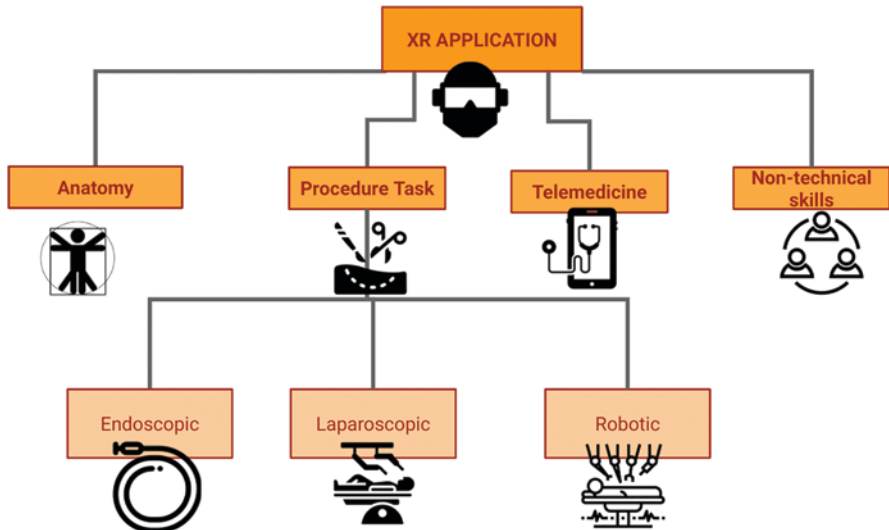 XR APPLICATION
Anatomy
Procedure Task
Telemedicine
Non-technical
skills
Endoscopic
Laparoscopic
Robotic